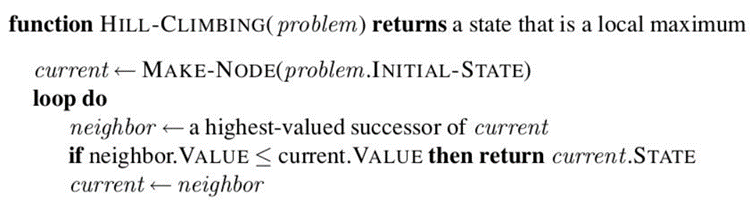 function HILL-CLIMBING(problem) returns a state that is a local maximum
current ← MAKE-NODE(problem.INITIAL-STATE)
loop do
neighbor ← a highest-valued successor of current
if neighbor.VALUE ≤ current.VALUE then return current.STATE
current ← neighbor